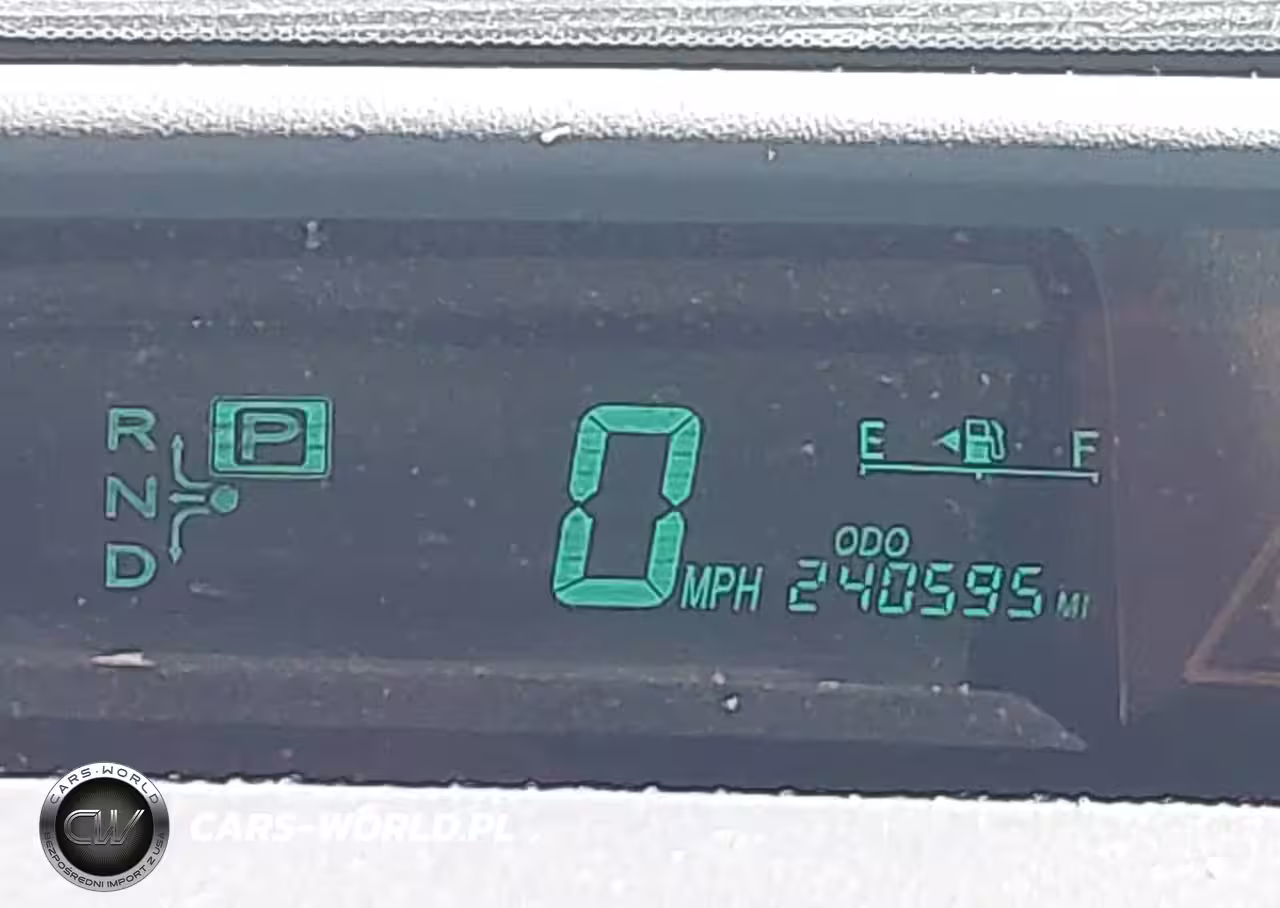 R P
N
D
0 MPH
E F
ODO
240595 MI
CARS-WORLD
CW
BEZPOŚREDNI IMPORT Z USA
CARS-WORLD.PL